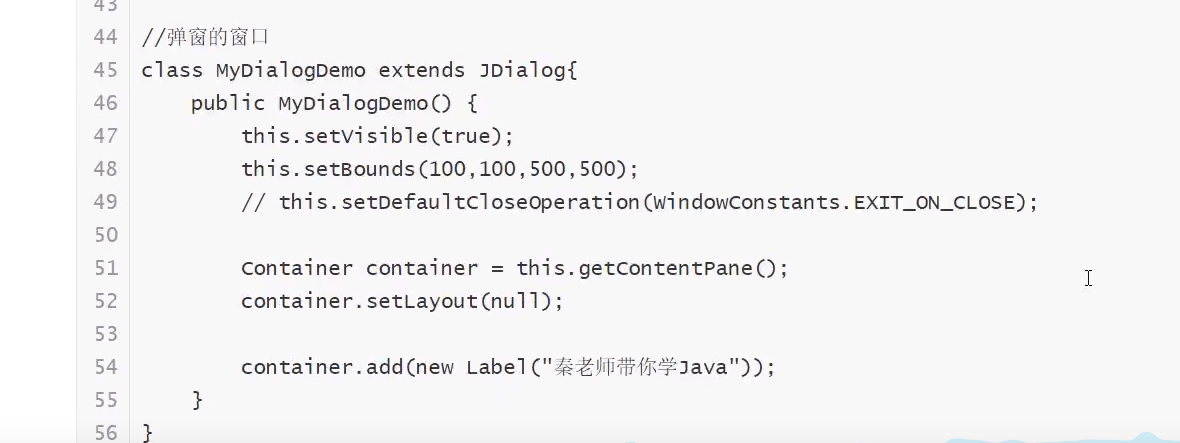 43
44 //弹窗的窗口
45 class MyDialogDemo extends JDialog{
46     public MyDialogDemo() {
47         this.setVisible(true);
48         this.setBounds(100,100,500,500);
49         // this.setDefaultCloseOperation(WindowConstants.EXIT_ON_CLOSE);
50
51         Container container = this.getContentPane();
52         container.setLayout(null);
53
54         container.add(new Label("秦老师带你学Java"));
55     }
56 }